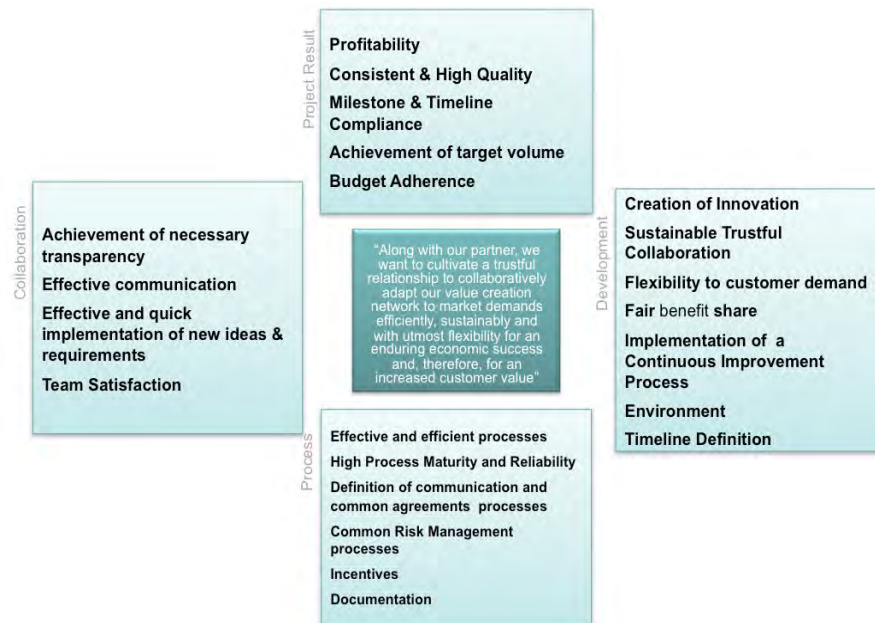 Project Result
Profitability
Consistent & High Quality
Milestone & Timeline
Compliance
Achievement of target volume
Budget Adherence
Collaboration
Achievement of necessary
transparency
Effective communication
Effective and quick
implementation of new ideas &
requirements
Team Satisfaction
“Along with our partner, we
want to cultivate a trustful
relationship to collaboratively
adapt our value creation
network to market demands
efficiently, sustainably and
with utmost flexibility for an
enduring economic success
and, therefore, for an
increased customer value”
Development
Creation of Innovation
Sustainable Trustful
Collaboration
Flexibility to customer demand
Fair benefit share
Implementation of a
Continuous Improvement
Process
Environment
Timeline Definition
Process
Effective and efficient processes
High Process Maturity and Reliability
Definition of communication and
common agreements processes
Common Risk Management
processes
Incentives
Documentation